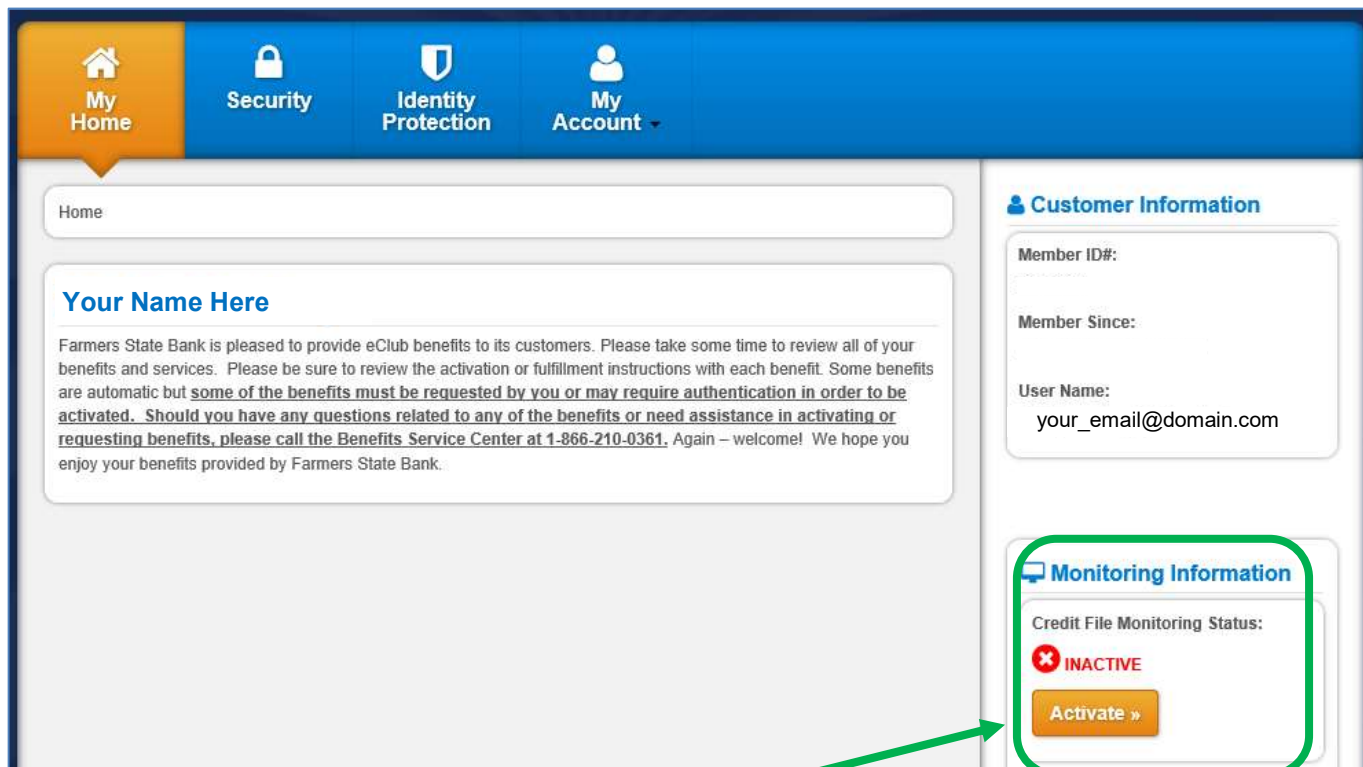 My
Home
Security
Identity
Protection
My
Account
Home
Your Name Here
Farmers State Bank is pleased to provide eClub benefits to its customers. Please take some time to review all of your
benefits and services. Please be sure to review the activation or fulfillment instructions with each benefit. Some benefits
are automatic but some of the benefits must be requested by you or may require authentication in order to be
activated. Should you have any questions related to any of the benefits or need assistance in activating or
requesting benefits, please call the Benefits Service Center at 1-866-210-0361. Again – welcome! We hope you
enjoy your benefits provided by Farmers State Bank.
Customer Information
Member ID#:
Member Since:
User Name:
your_email@domain.com
Monitoring Information
Credit File Monitoring Status:
INACTIVE
Activate »